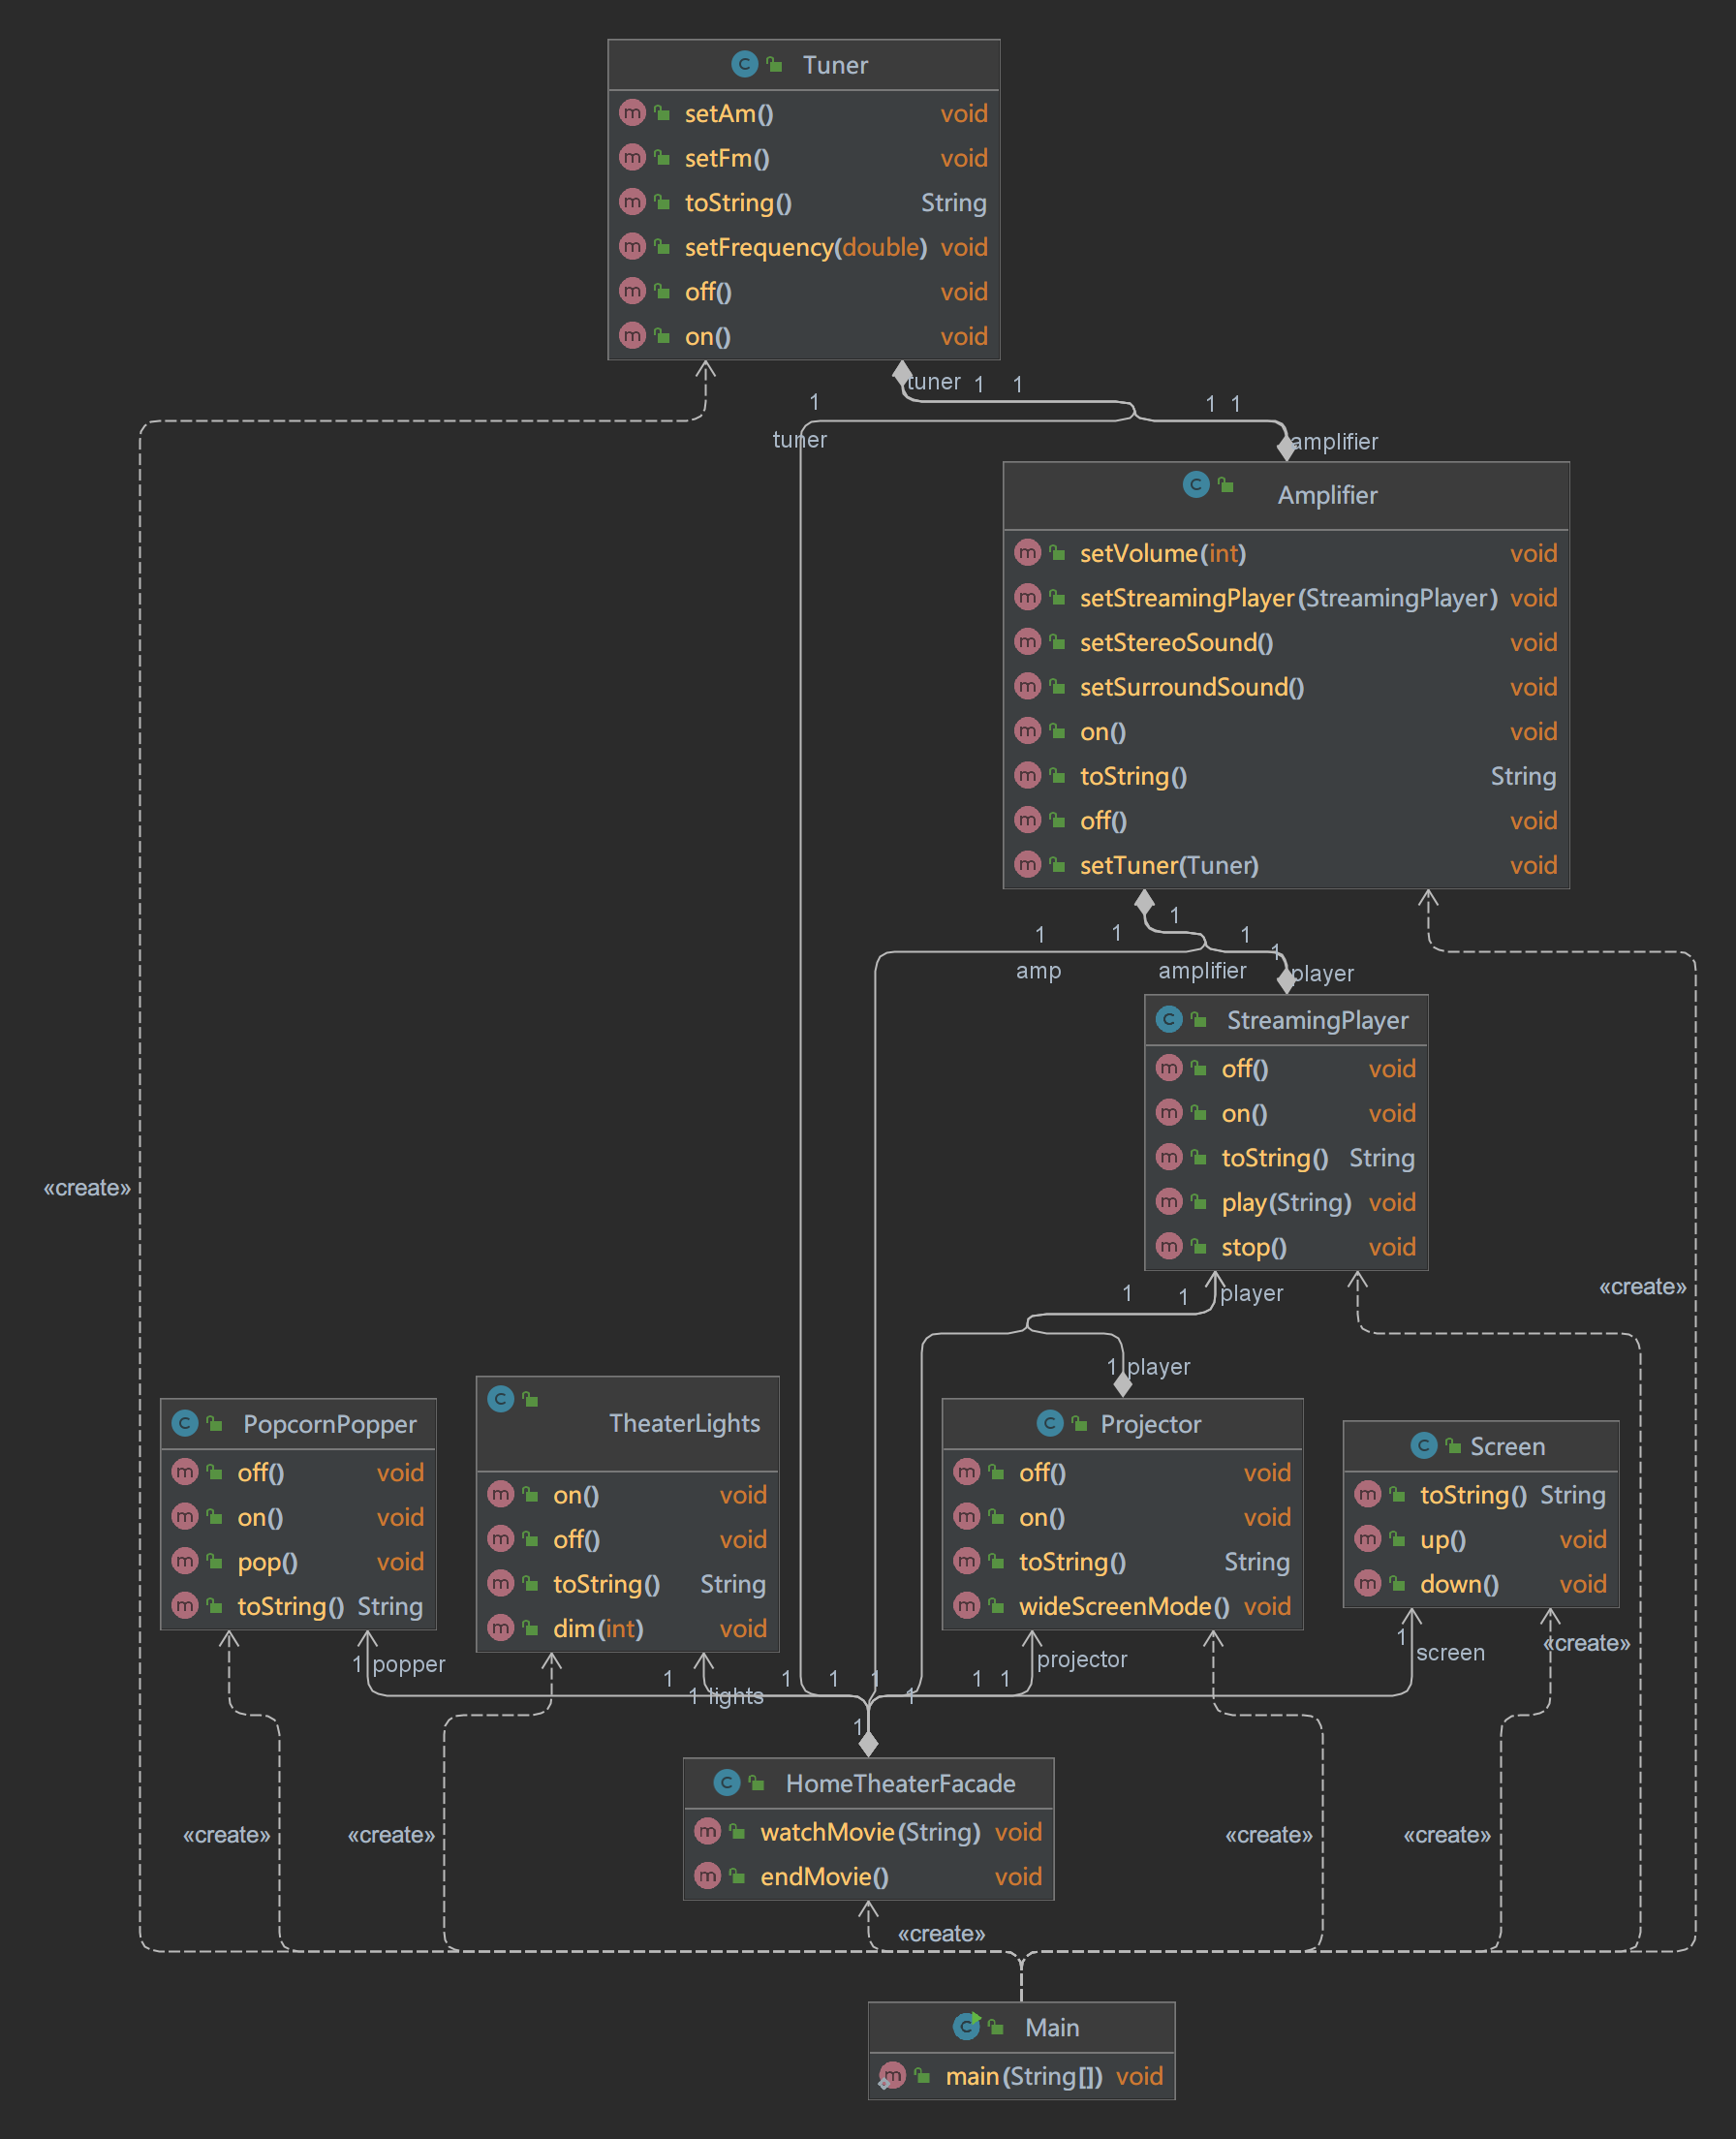 Tuner
setAm() void
setFm() void
toString() String
setFrequency(double) void
off() void
on() void
tuner 1 1
1
1 1
tuner
amplifier
Amplifier
setVolume(int) void
setStreamingPlayer(StreamingPlayer) void
setStereoSound() void
setSurroundSound() void
on() void
toString() String
off() void
setTuner(Tuner) void
1
1 1 1
1
amp amplifier player
StreamingPlayer
off() void
on() void
toString() String
play(String) void
stop() void
«create»
«create»
1 1 player
1 player
PopcornPopper
off() void
on() void
pop() void
toString() String
TheaterLights
on() void
off() void
toString() String
dim(int) void
Projector
off() void
on() void
toString() String
wideScreenMode() void
Screen
toString() String
up() void
down() void
1 popper
1
1 lights
1 1 1
1
1 1
projector
1
screen
«create»
1
HomeTheaterFacade
watchMovie(String) void
endMovie() void
«create»
«create»
«create»
«create»
«create»
Main
main(String[]) void